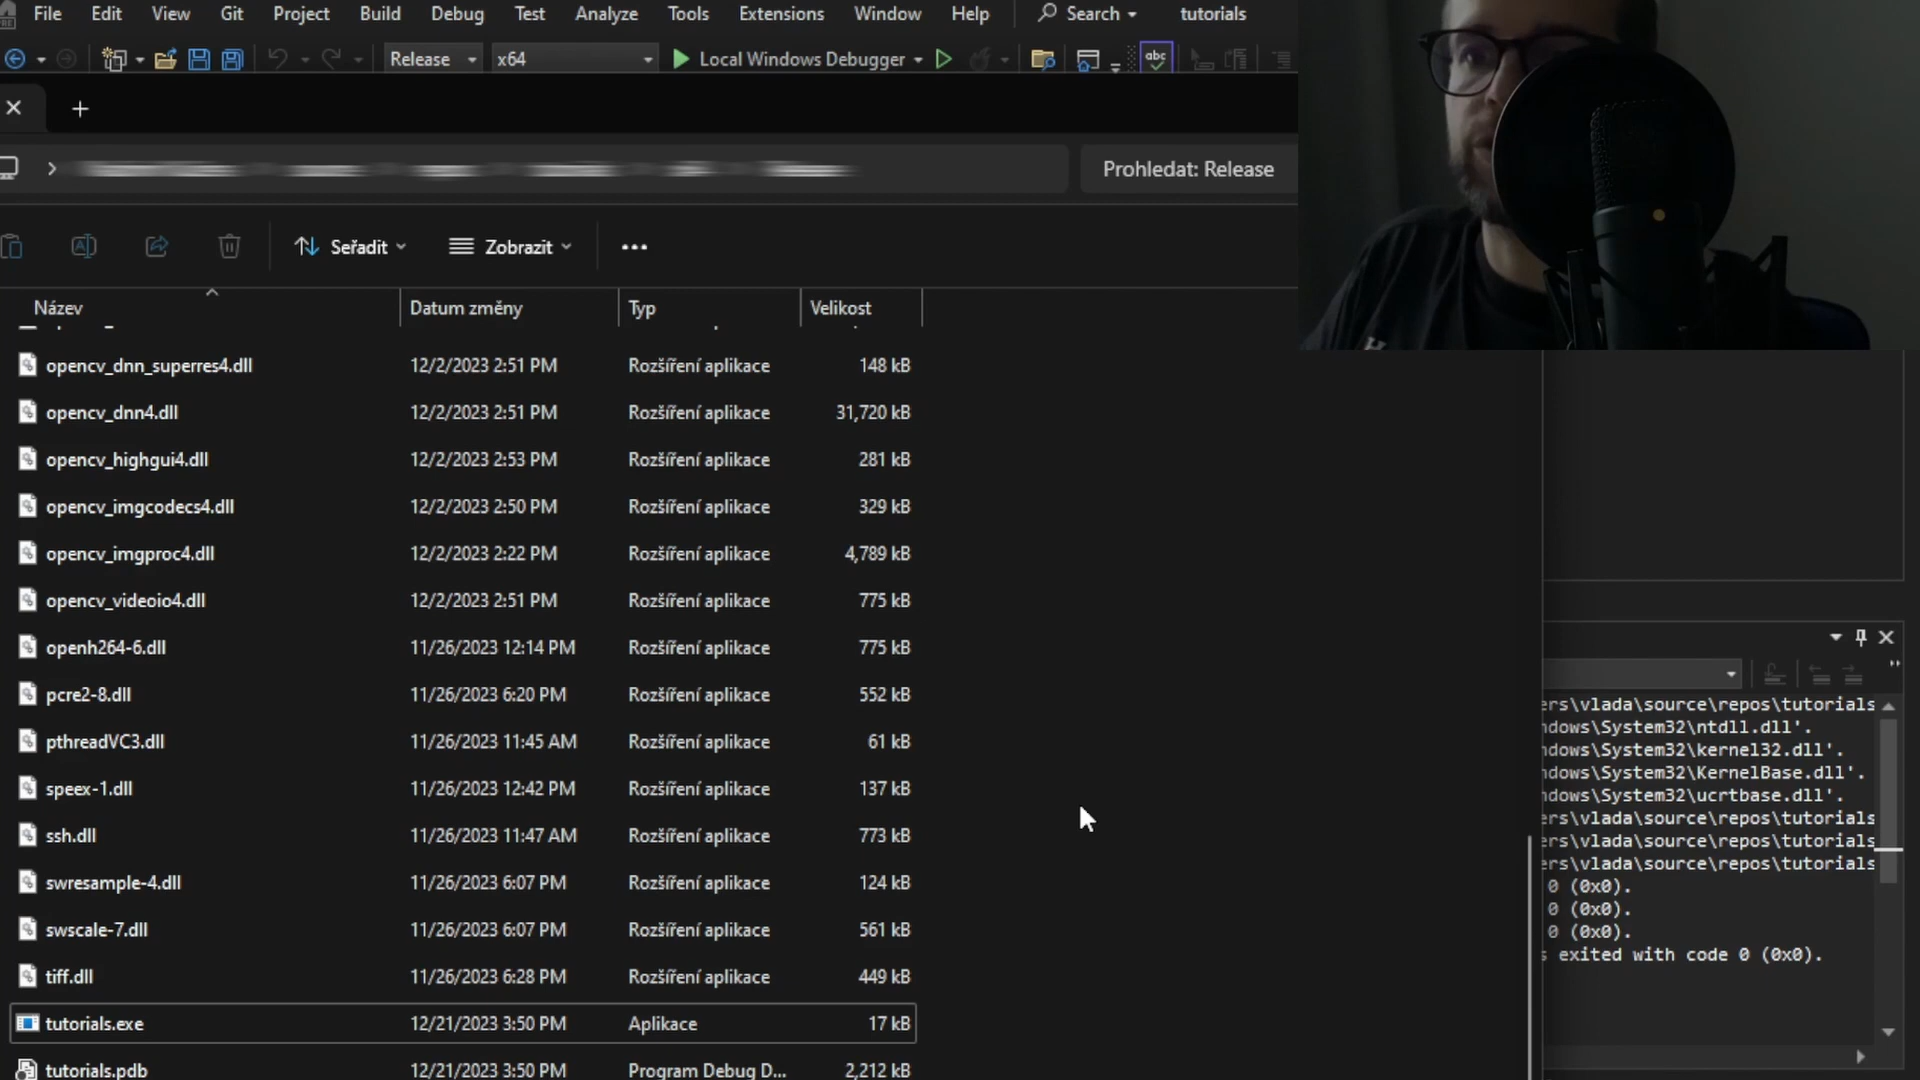 File Edit View Git Project Build Debug Test Analyze Tools Extensions Window Help Search tutorials
Release x64 Local Windows Debugger abc
Prohledat: Release
Seřadit Zobrazit
Název Datum změny Typ Velikost
opencv_dnn_superres4.dll 12/2/2023 2:51 PM Rozšíření aplikace 148 kB
opencv_dnn4.dll 12/2/2023 2:51 PM Rozšíření aplikace 31,720 kB
opencv_highgui4.dll 12/2/2023 2:53 PM Rozšíření aplikace 281 kB
opencv_imgcodecs4.dll 12/2/2023 2:50 PM Rozšíření aplikace 329 kB
opencv_imgproc4.dll 12/2/2023 2:22 PM Rozšíření aplikace 4,789 kB
opencv_videoio4.dll 12/2/2023 2:51 PM Rozšíření aplikace 775 kB
openh264-6.dll 11/26/2023 12:14 PM Rozšíření aplikace 775 kB
pcre2-8.dll 11/26/2023 6:20 PM Rozšíření aplikace 552 kB
pthreadVC3.dll 11/26/2023 11:45 AM Rozšíření aplikace 61 kB
speex-1.dll 11/26/2023 12:42 PM Rozšíření aplikace 137 kB
ssh.dll 11/26/2023 11:47 AM Rozšíření aplikace 773 kB
swresample-4.dll 11/26/2023 6:07 PM Rozšíření aplikace 124 kB
swscale-7.dll 11/26/2023 6:07 PM Rozšíření aplikace 561 kB
tiff.dll 11/26/2023 6:28 PM Rozšíření aplikace 449 kB
tutorials.exe 12/21/2023 3:50 PM Aplikace 17 kB
tutorials.pdb 12/21/2023 3:50 PM Program Debug D... 2,212 kB
ers\vlada\source\repos\tutorials
ndows\System32\ntdll.dll'.
ndows\System32\kernel32.dll'.
ndows\System32\KernelBase.dll'.
ndows\System32\ucrtbase.dll'.
ers\vlada\source\repos\tutorials
ers\vlada\source\repos\tutorials
ers\vlada\source\repos\tutorials
0 (0x0).
0 (0x0).
0 (0x0).
s exited with code 0 (0x0).